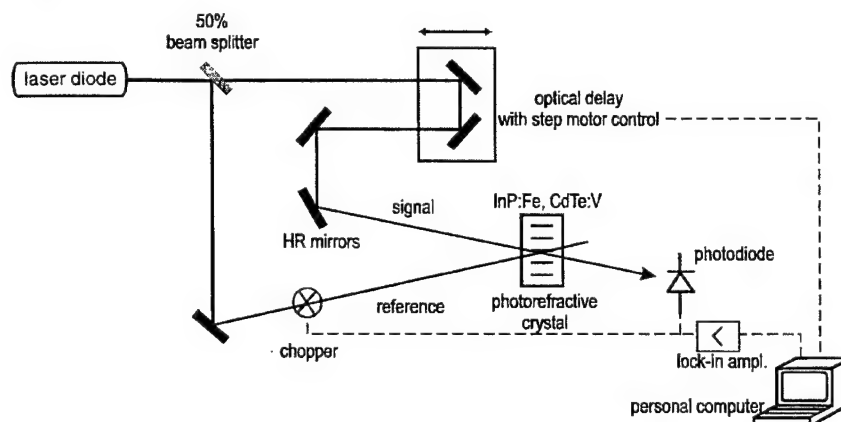 50%
beam splitter
laser diode
optical delay
with step motor control
signal
InP:Fe, CdTe:V
HR mirrors
photodiode
reference
photorefractive
crystal
chopper
lock-in ampl.
personal computer